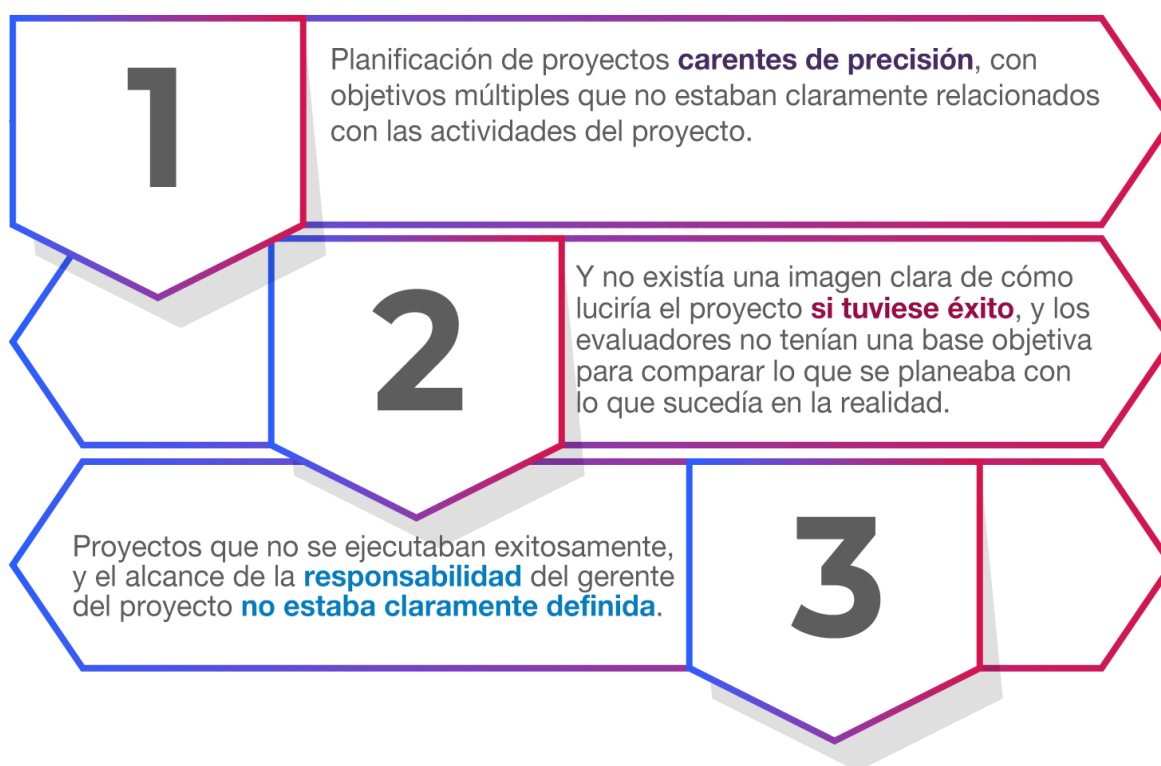 1
Planificación de proyectos carentes de precisión, con
objetivos múltiples que no estaban claramente relacionados
con las actividades del proyecto.
2
Y no existía una imagen clara de cómo
luciría el proyecto si tuviese éxito, y los
evaluadores no tenían una base objetiva
para comparar lo que se planeaba con
lo que sucedía en la realidad.
3
Proyectos que no se ejecutaban exitosamente,
y el alcance de la responsabilidad del gerente
del proyecto no estaba claramente definida.